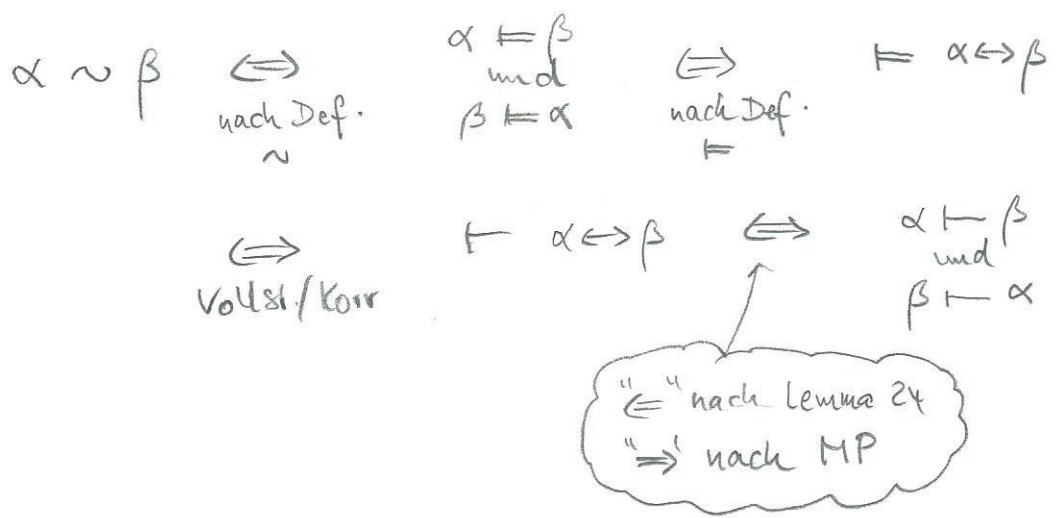 α ~ β ⟺ α ⊨ β und β ⊨ α ⟺ ⊨ α ↔ β
nach Def. ~
nach Def. ⊨
⟺ ⊢ α ↔ β ⟺ α ⊢ β und β ⊢ α
Vollst./Korr
"⇐" nach Lemma 24
"⇒" nach MP